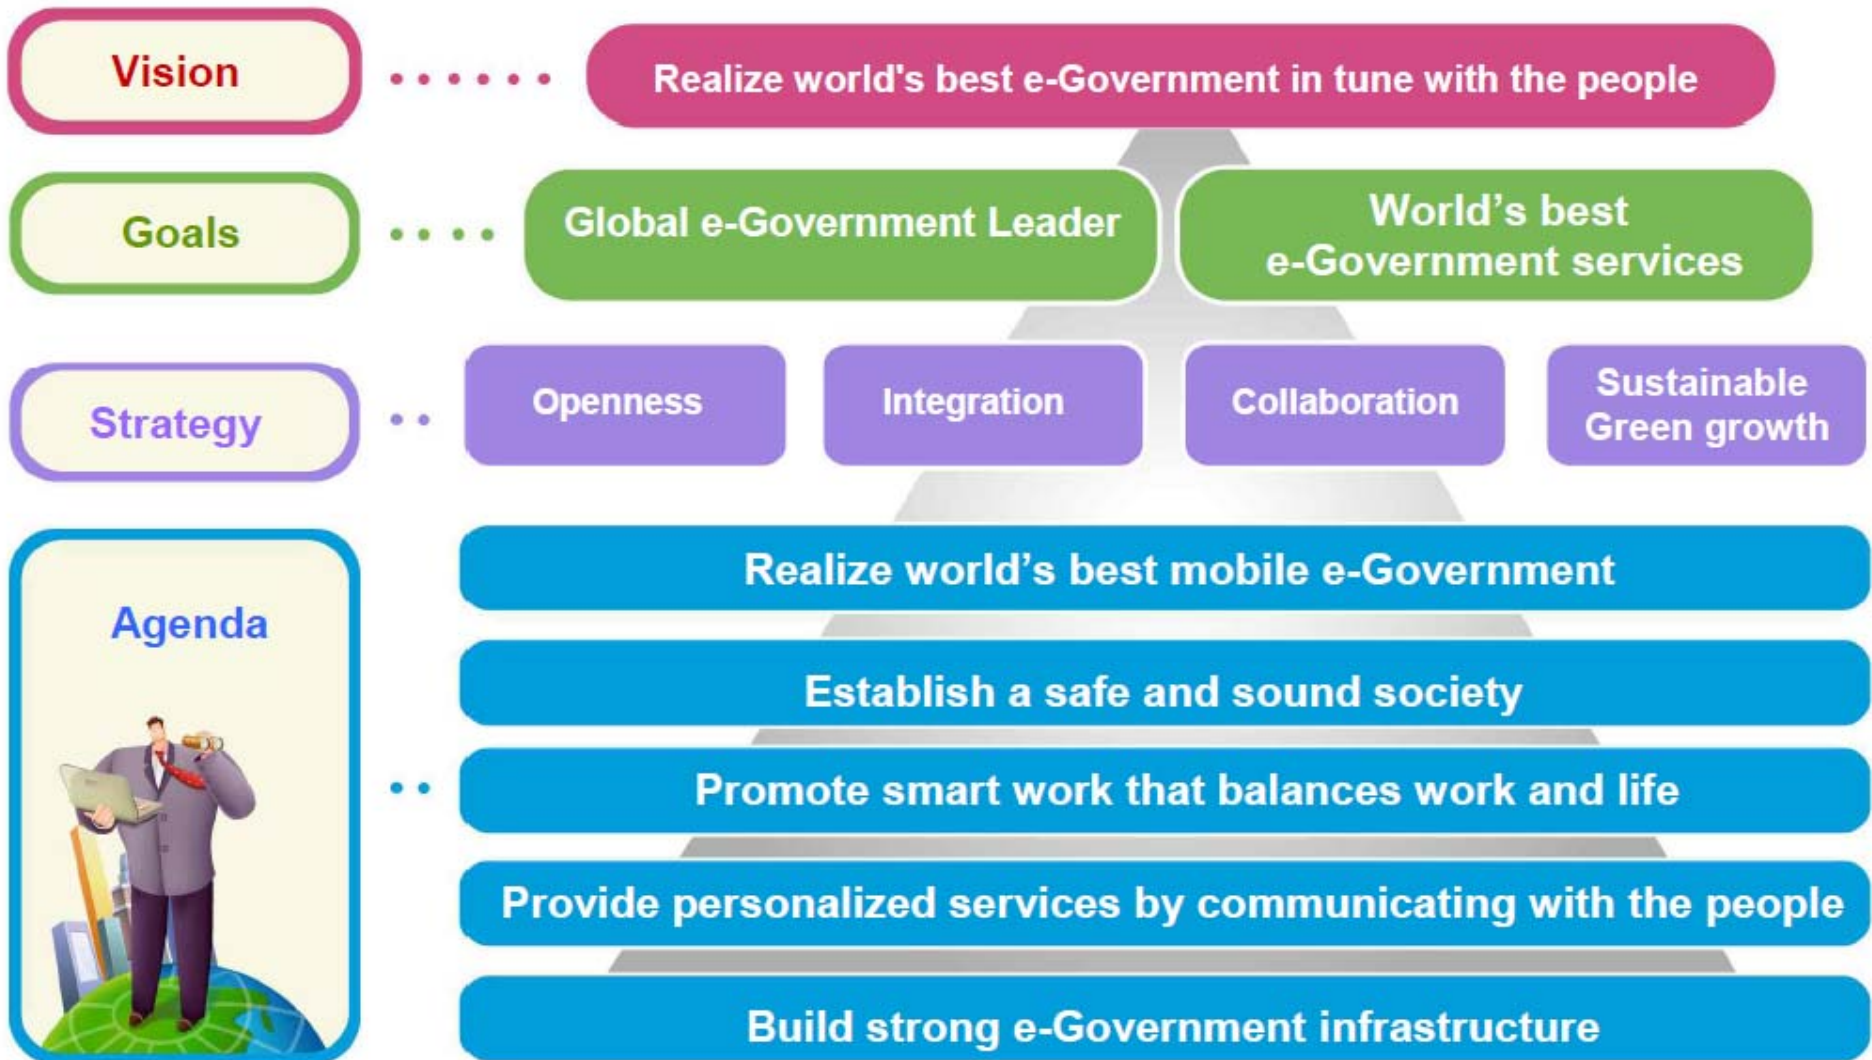 Vision
Realize world's best e-Government in tune with the people
Goals
Global e-Government Leader
World’s best
e-Government services
Strategy
Openness
Integration
Collaboration
Sustainable
Green growth
Agenda
Realize world’s best mobile e-Government
Establish a safe and sound society
Promote smart work that balances work and life
Provide personalized services by communicating with the people
Build strong e-Government infrastructure